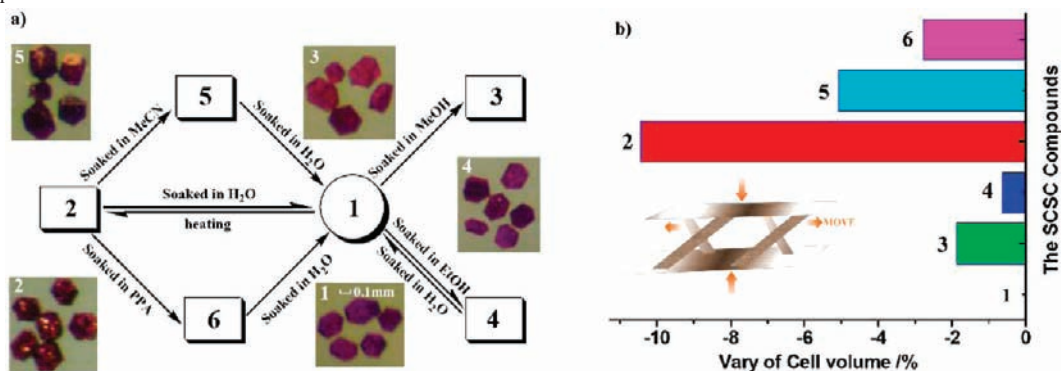 a)
5
Soaked in MeCN
5
Soaked in H₂O
3
Soaked in MeOH
3
2
Soaked in H₂O
heating
1
4
Soaked in PPA
6
Soaked in H₂O
Soaked in EtOH
Soaked in H₂O
4
2
1
0.1mm
b)
6
5
2
4
3
1
MOVE
-10
-8
-6
-4
-2
0
Vary of Cell volume /%
The SCSC Compounds